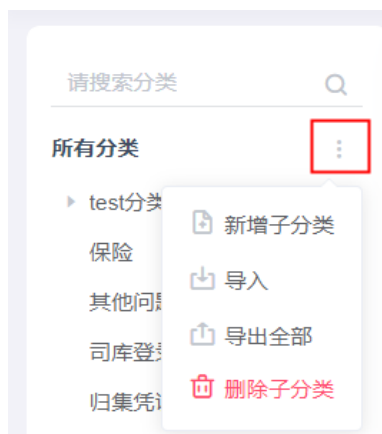 请搜索分类
所有分类
test分类
新增子分类
保险
导入
其他问
导出全部
司库登
删除子分类
归集凭